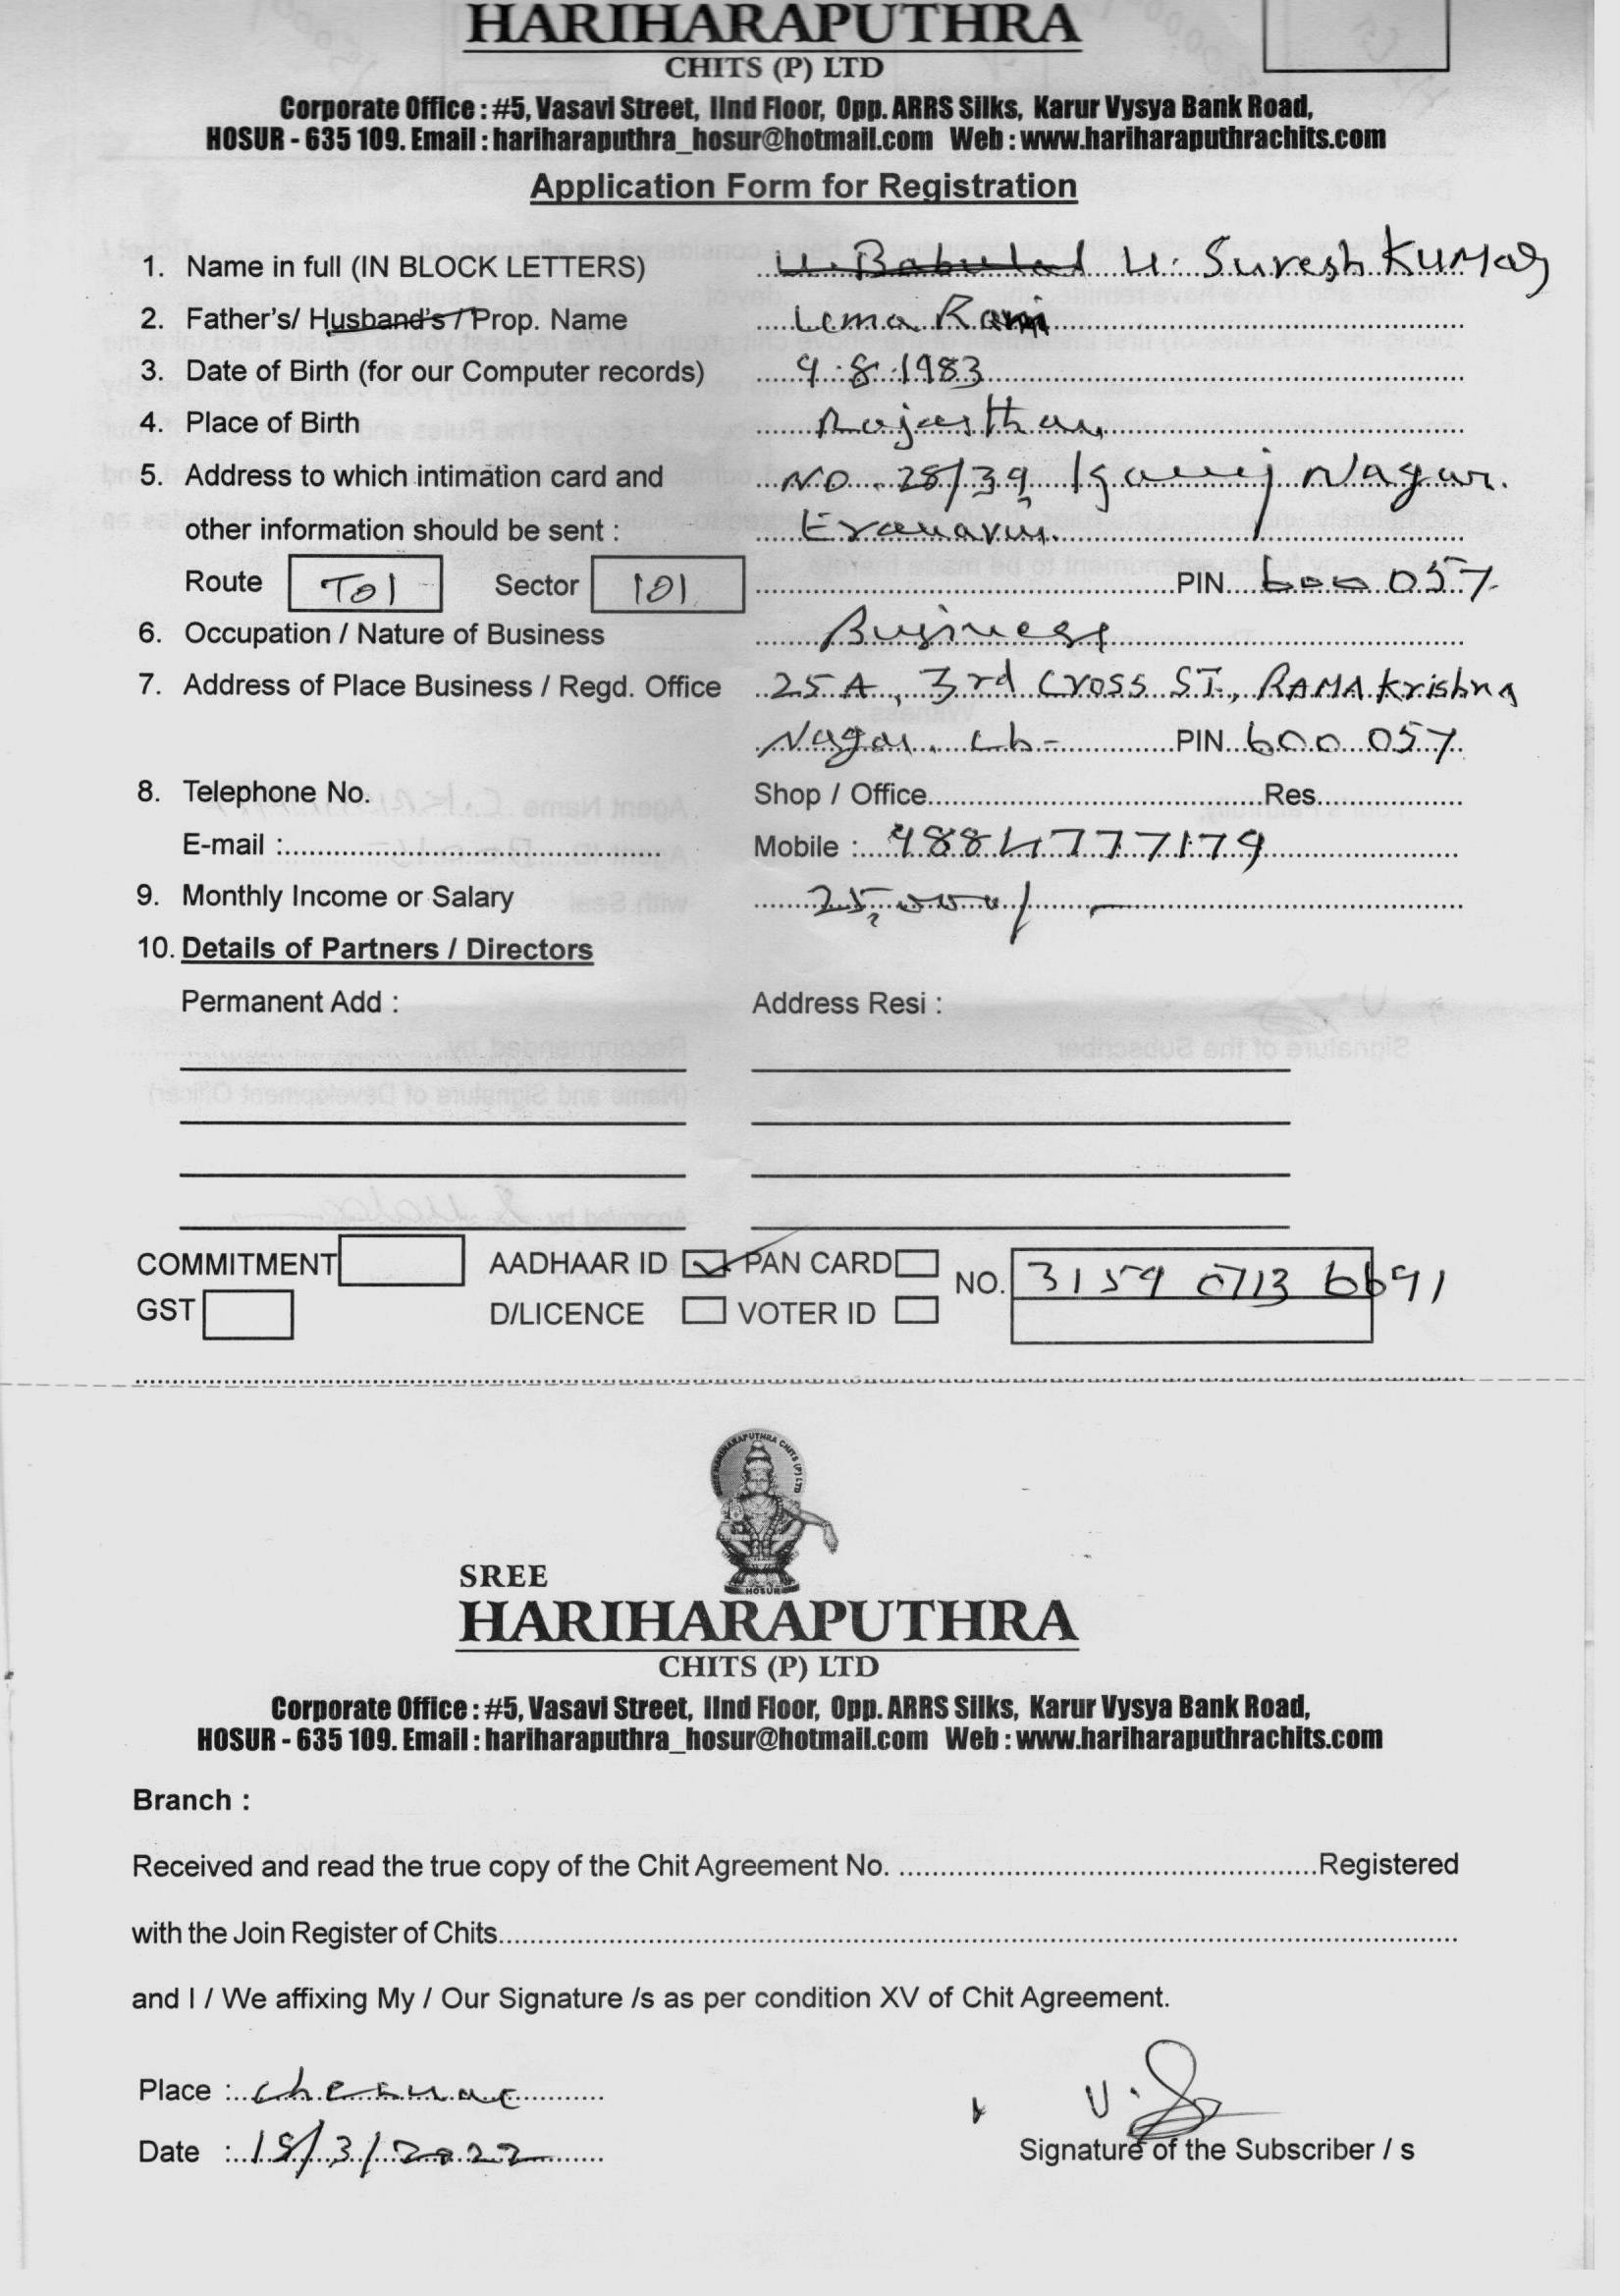 HARIHARAPUTHRA
CHITS (P) LTD
Corporate Office : #5, Vasavi Street, IInd Floor, Opp. ARRS Silks, Karur Vysya Bank Road,
HOSUR - 635 109. Email : hariharaputhra_hosur@hotmail.com Web : www.hariharaputhrachits.com
Application Form for Registration
1. Name in full (IN BLOCK LETTERS) U. Suresh KUMAR
2. Father's/ Husband's / Prop. Name Uma Ram
3. Date of Birth (for our Computer records) 9.8.1983
4. Place of Birth Rajasthan
5. Address to which intimation card and NO. 28/39, Nagar.
other information should be sent : Eranavur.
Route T01 Sector 101 PIN 600 057
6. Occupation / Nature of Business Business
7. Address of Place Business / Regd. Office 25 A, 3rd Cross ST., RAMA Krishna
Nagar, ch- PIN 600 057
8. Telephone No. Shop / Office Res
E-mail : Mobile : 9884777179
9. Monthly Income or Salary 25,000/-
10. Details of Partners / Directors
Permanent Add : Address Resi :
COMMITMENT AADHAAR ID PAN CARD NO. 3159 0713 6691
GST D/LICENCE VOTER ID
SREE HARIHARAPUTHRA CHITS (P) LTD
HOSUR
SREE
HARIHARAPUTHRA
CHITS (P) LTD
Corporate Office : #5, Vasavi Street, IInd Floor, Opp. ARRS Silks, Karur Vysya Bank Road,
HOSUR - 635 109. Email : hariharaputhra_hosur@hotmail.com Web : www.hariharaputhrachits.com
Branch :
Received and read the true copy of the Chit Agreement No. Registered
with the Join Register of Chits
and I / We affixing My / Our Signature /s as per condition XV of Chit Agreement.
Place : chennai
Date : 15/3/2022
Signature of the Subscriber / s